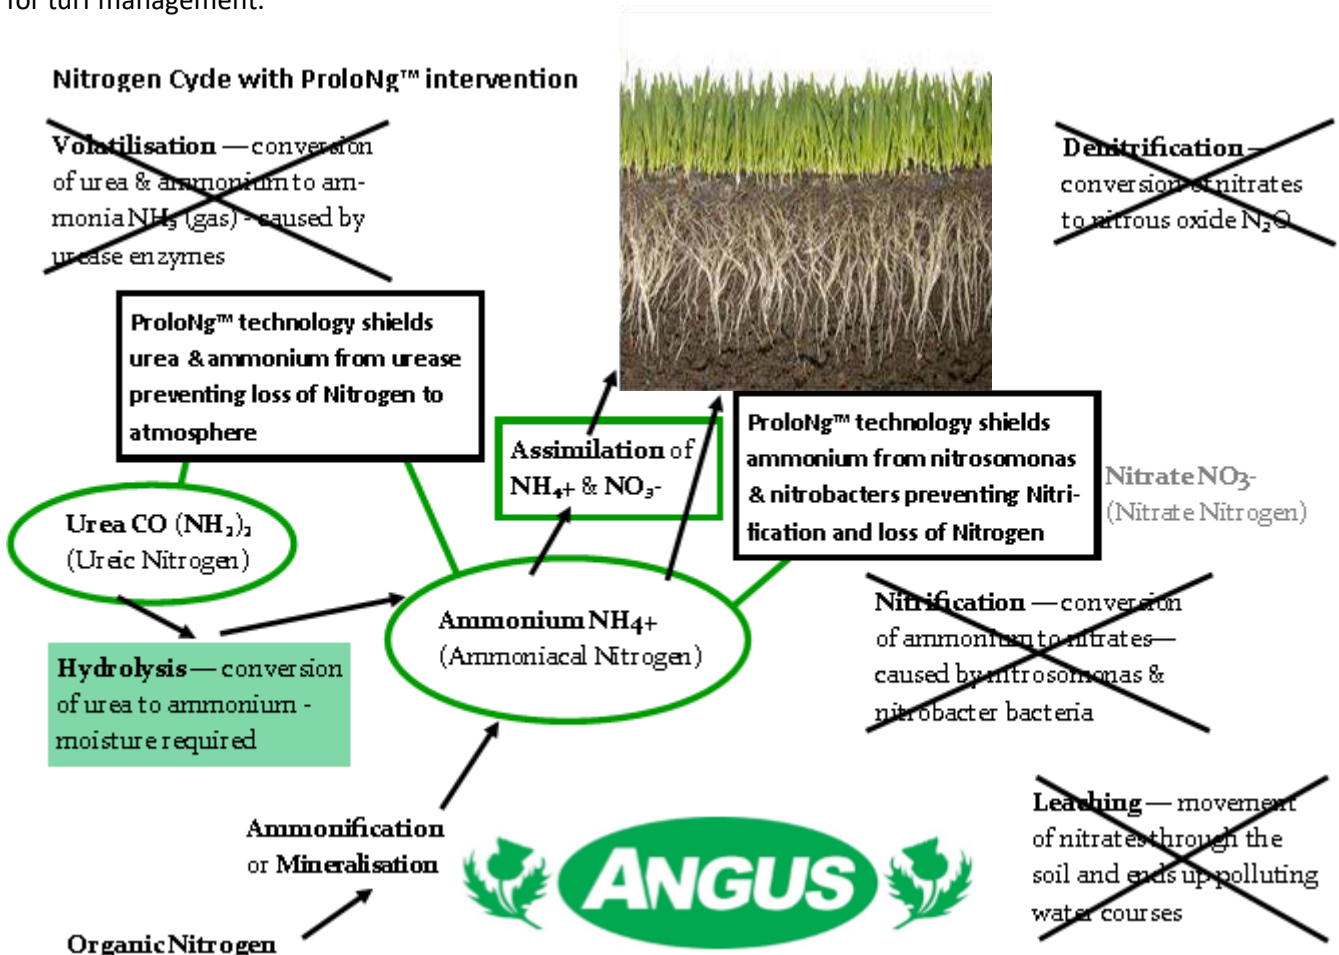 for turf management.
Nitrogen Cycle with ProloNg™ intervention
Volatilisation — conversion
of urea & ammonium to am-
monia NH₃ (gas) - caused by
urease enzymes
Denitrification —
conversion of nitrates
to nitrous oxide N₂O
ProloNg™ technology shields
urea & ammonium from urease
preventing loss of Nitrogen to
atmosphere
Assimilation of
NH₄+ & NO₃-
ProloNg™ technology shields
ammonium from nitrosomonas
& nitrobacters preventing Nitri-
fication and loss of Nitrogen
Nitrate NO3-
(Nitrate Nitrogen)
Urea CO (NH₂)₂
(Ureic Nitrogen)
Ammonium NH4+
(Ammoniacal Nitrogen)
Nitrification — conversion
of ammonium to nitrates—
caused by nitrosomonas &
nitrobacter bacteria
Hydrolysis — conversion
of urea to ammonium -
moisture required
Leaching — movement
of nitrates through the
soil and ends up polluting
water courses
Ammonification
or Mineralisation
Organic Nitrogen
ANGUS